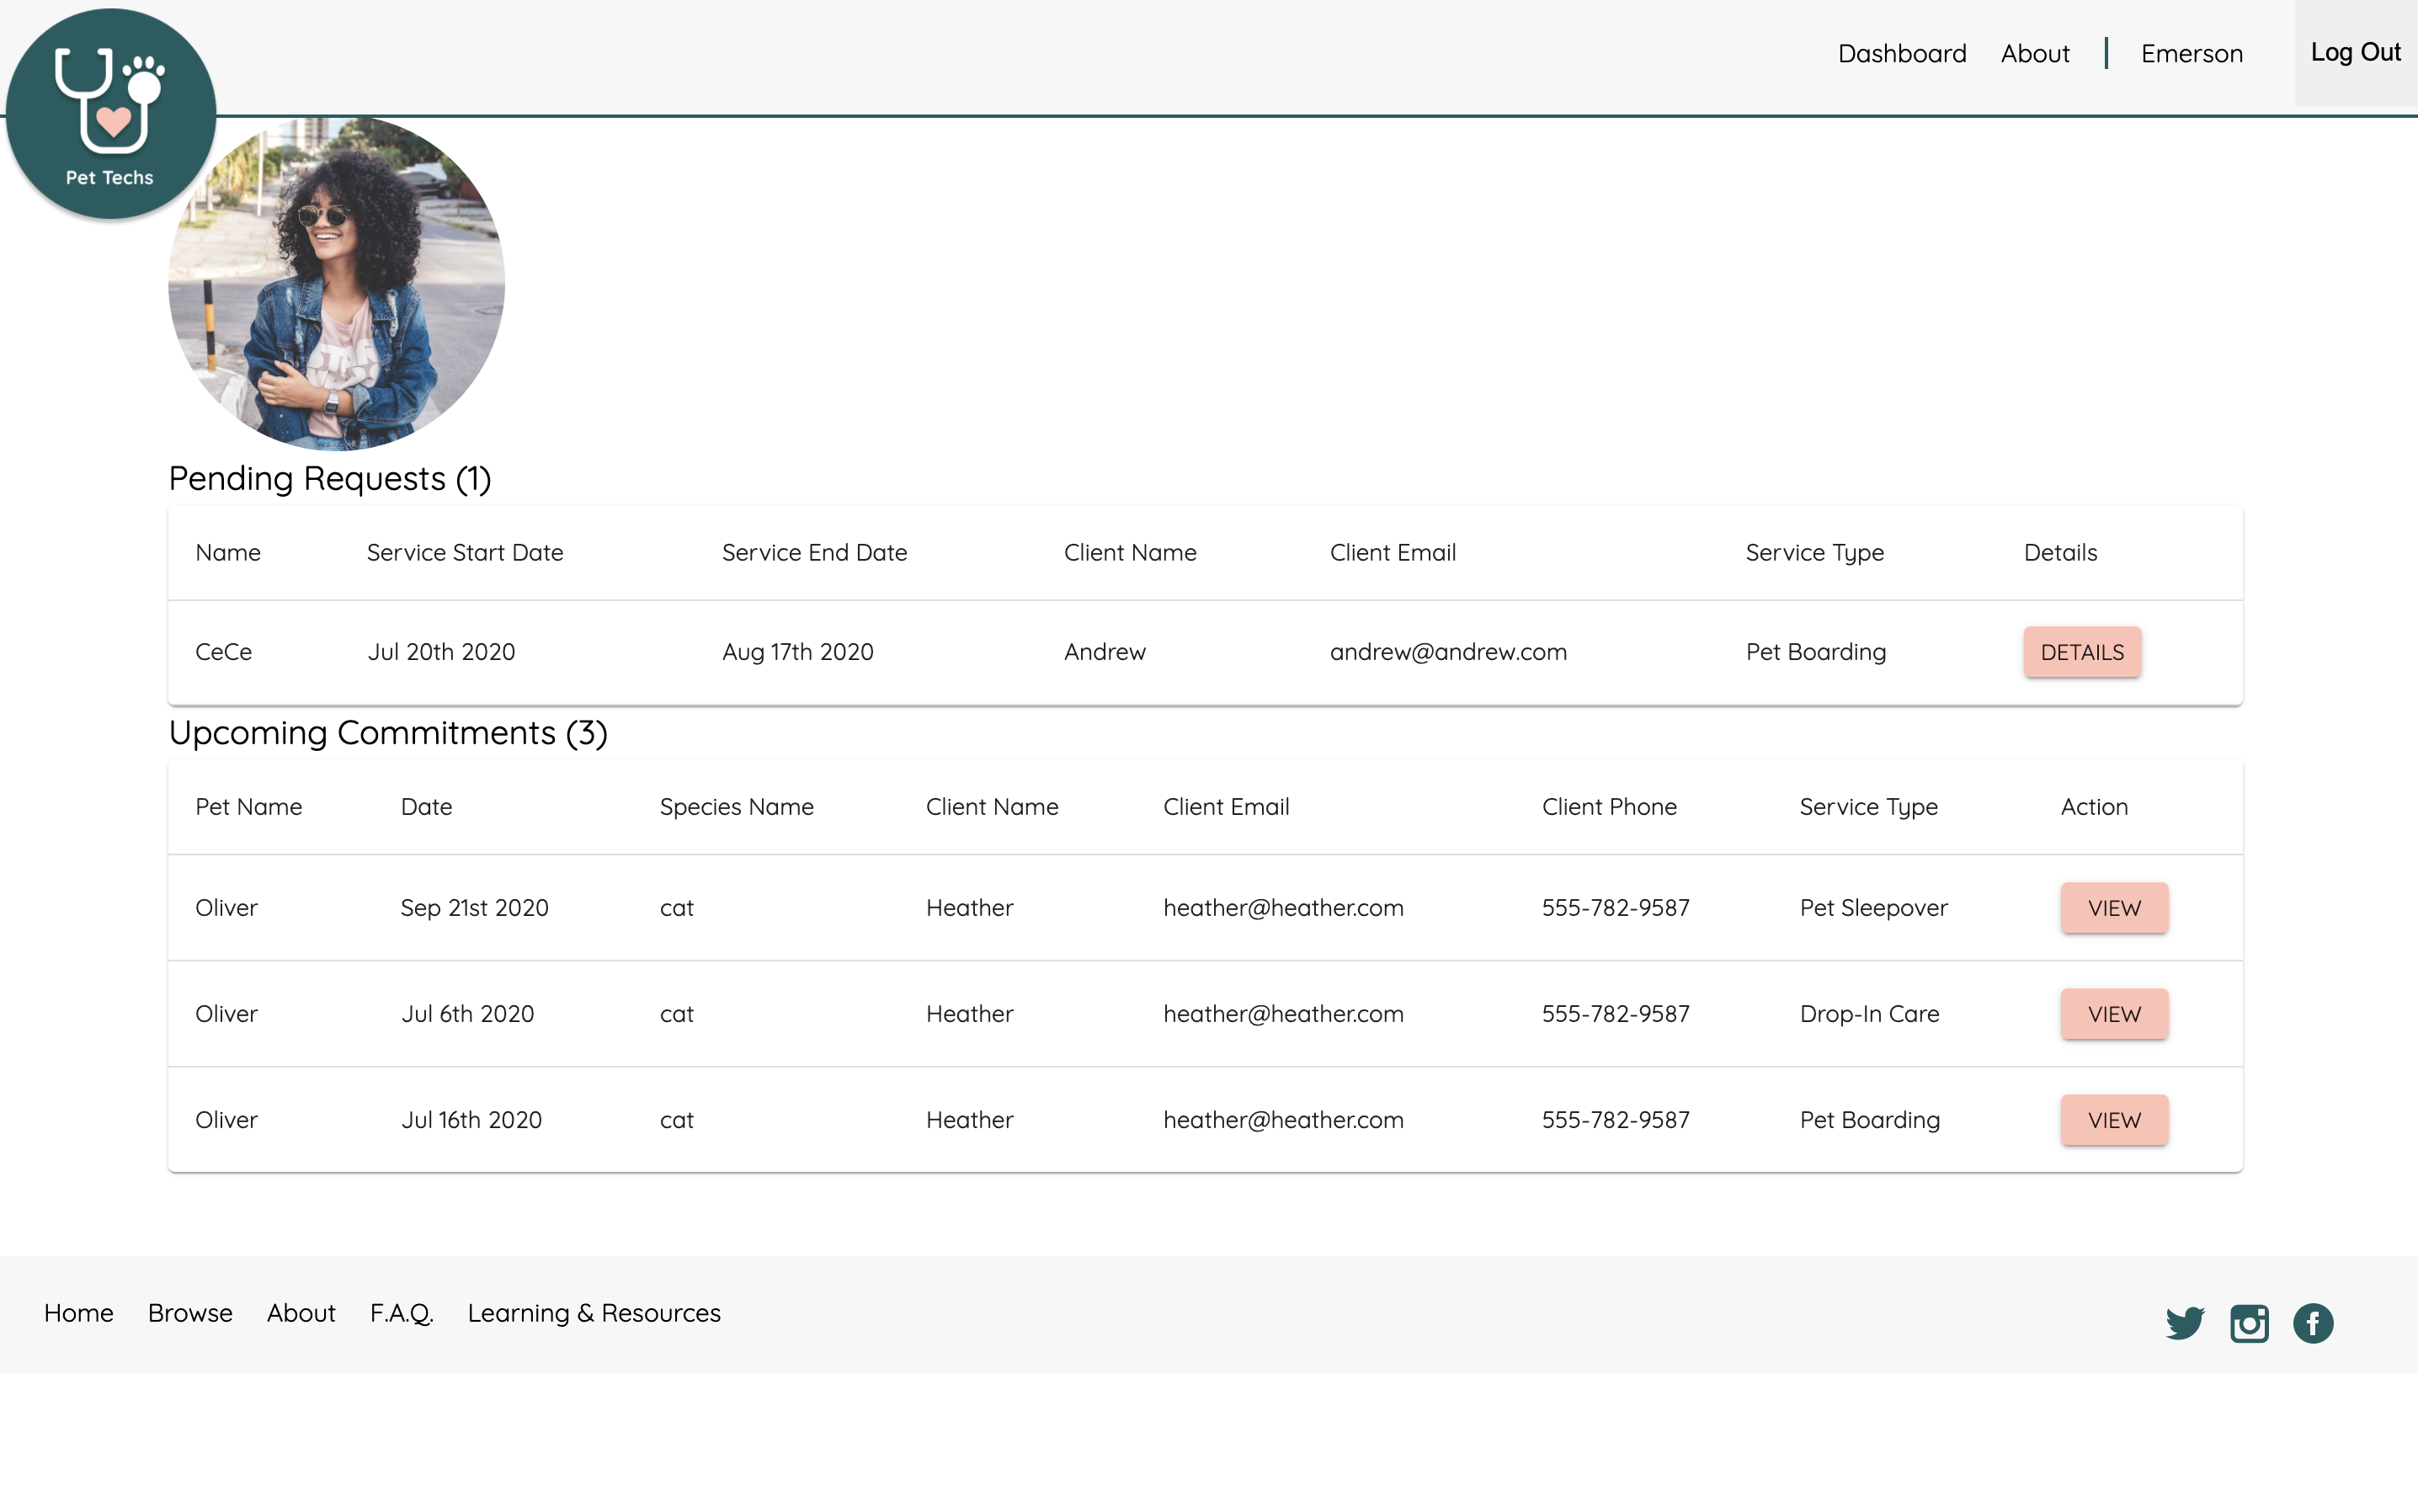 Dashboard About | Emerson Log Out
Pet Techs
Pending Requests (1)
Name Service Start Date Service End Date Client Name Client Email Service Type Details
CeCe Jul 20th 2020 Aug 17th 2020 Andrew andrew@andrew.com Pet Boarding DETAILS
Upcoming Commitments (3)
Pet Name Date Species Name Client Name Client Email Client Phone Service Type Action
Oliver Sep 21st 2020 cat Heather heather@heather.com 555-782-9587 Pet Sleepover VIEW
Oliver Jul 6th 2020 cat Heather heather@heather.com 555-782-9587 Drop-In Care VIEW
Oliver Jul 16th 2020 cat Heather heather@heather.com 555-782-9587 Pet Boarding VIEW
Home Browse About F.A.Q. Learning & Resources